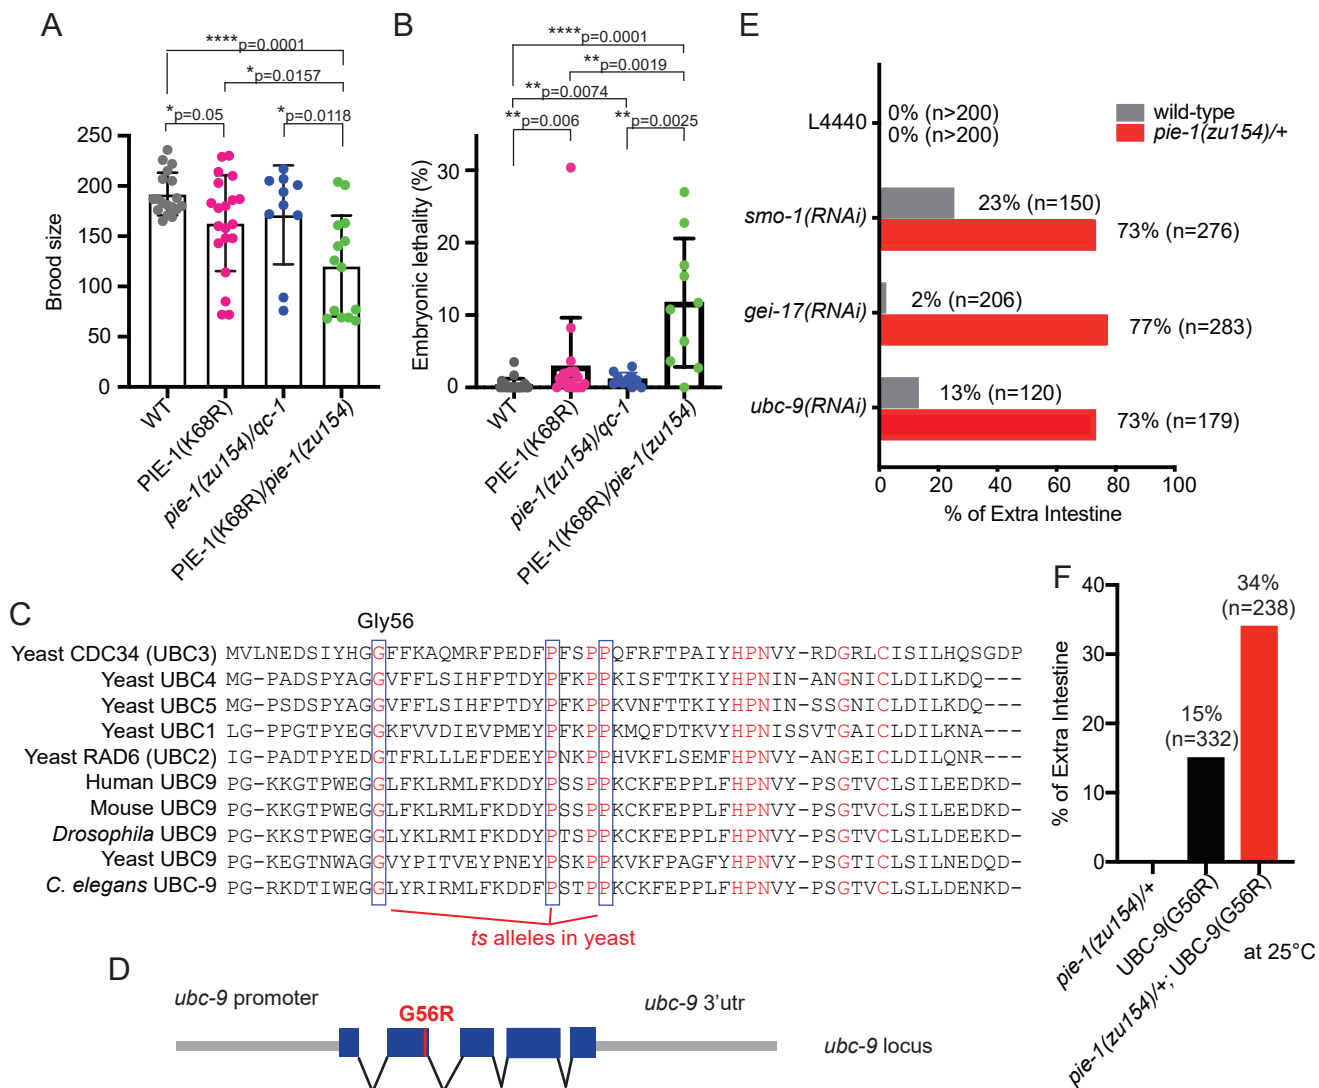 A
****p=0.0001
*p=0.0157
*p=0.05
*p=0.0118
Brood size
250
200
150
100
50
0
WT
PIE-1(K68R)
pie-1(zu154)/qc-1
PIE-1(K68R)/pie-1(zu154)
B
****p=0.0001
**p=0.0019
**p=0.0074
**p=0.006
**p=0.0025
Embryonic lethality (%)
30
20
10
0
WT
PIE-1(K68R)
pie-1(zu154)/qc-1
PIE-1(K68R)/pie-1(zu154)
E
wild-type
pie-1(zu154)/+
L4440
0% (n>200)
0% (n>200)
smo-1(RNAi)
23% (n=150)
73% (n=276)
gei-17(RNAi)
2% (n=206)
77% (n=283)
ubc-9(RNAi)
13% (n=120)
73% (n=179)
0 20 40 60 80 100
% of Extra Intestine
C
Gly56
Yeast CDC34 (UBC3) MVLNEDSIYHGGFFKAQMRFPEDFPFSPPQFRFTPAIYHPNVY-RDGRLCISILHQSGDP
Yeast UBC4 MG-PADSPYAGGVFFLSIHFPTDYPFKPPKISFTTKIYHPNIN-ANGNICLDILKDQ---
Yeast UBC5 MG-PSDSPYAGGVFFLSIHFPTDYPFKPPKVNFTTKIYHPNIN-SNGNICLDILKDQ---
Yeast UBC1 LG-PPGTPYEGGKFVVDIEVPMEYPFKPPKMQFDTKVYHPNISSVTGAICLDILKNA---
Yeast RAD6 (UBC2) IG-PADTPYEDGTFRLLLEFDEEYPNKPPHVKFLSEMFHPNVY-ANGEICLDILQNR---
Human UBC9 PG-KKGTPWEGGLFKLRMLFKDDYPSSPPKCKFEPPLFHPNVY-PSGTVCLSILEEDKD-
Mouse UBC9 PG-KKGTPWEGGLFKLRMLFKDDYPSSPPKCKFEPPLFHPNVY-PSGTVCLSILEEDKD-
Drosophila UBC9 PG-KKSTPWEGGLYKLRMIFKDDYPTSPPKCKFEPPLFHPNVY-PSGTVCLSLLDEEKD-
Yeast UBC9 PG-KEGTNWAGGVYPITVEYPNEYPSKPPKVKFPAGFYHPNVY-PSGTICLSILNEDQD-
C. elegans UBC-9 PG-RKDTIWEGGLYRIRMLFKDDFPSTPPKCKFEPPLFHPNVY-PSGTVCLSLLDENKD-
ts alleles in yeast
D
ubc-9 promoter
G56R
ubc-9 3'utr
ubc-9 locus
F
% of Extra Intestine
40
30
20
10
0
15%
(n=332)
34%
(n=238)
pie-1(zu154)/+
UBC-9(G56R)
pie-1(zu154)/+; UBC-9(G56R)
at 25°C